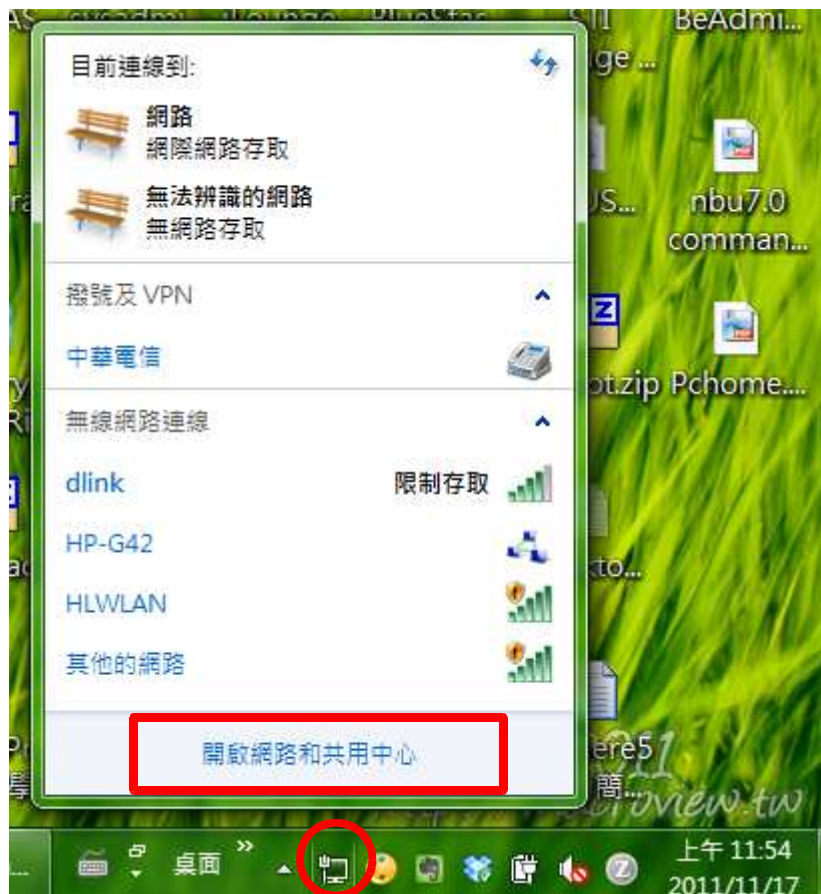 BeAdmi...
目前連線到:
ge ...
網路
網際網路存取
無法辨識的網路
無網路存取
nbu7.0
comman...
撥號及 VPN
中華電信
ot.zip
Pchome....
無線網路連線
dlink
限制存取
HP-G42
HLWLAN
其他的網路
開啟網路和共用中心
桌面
上午 11:54
2011/11/17